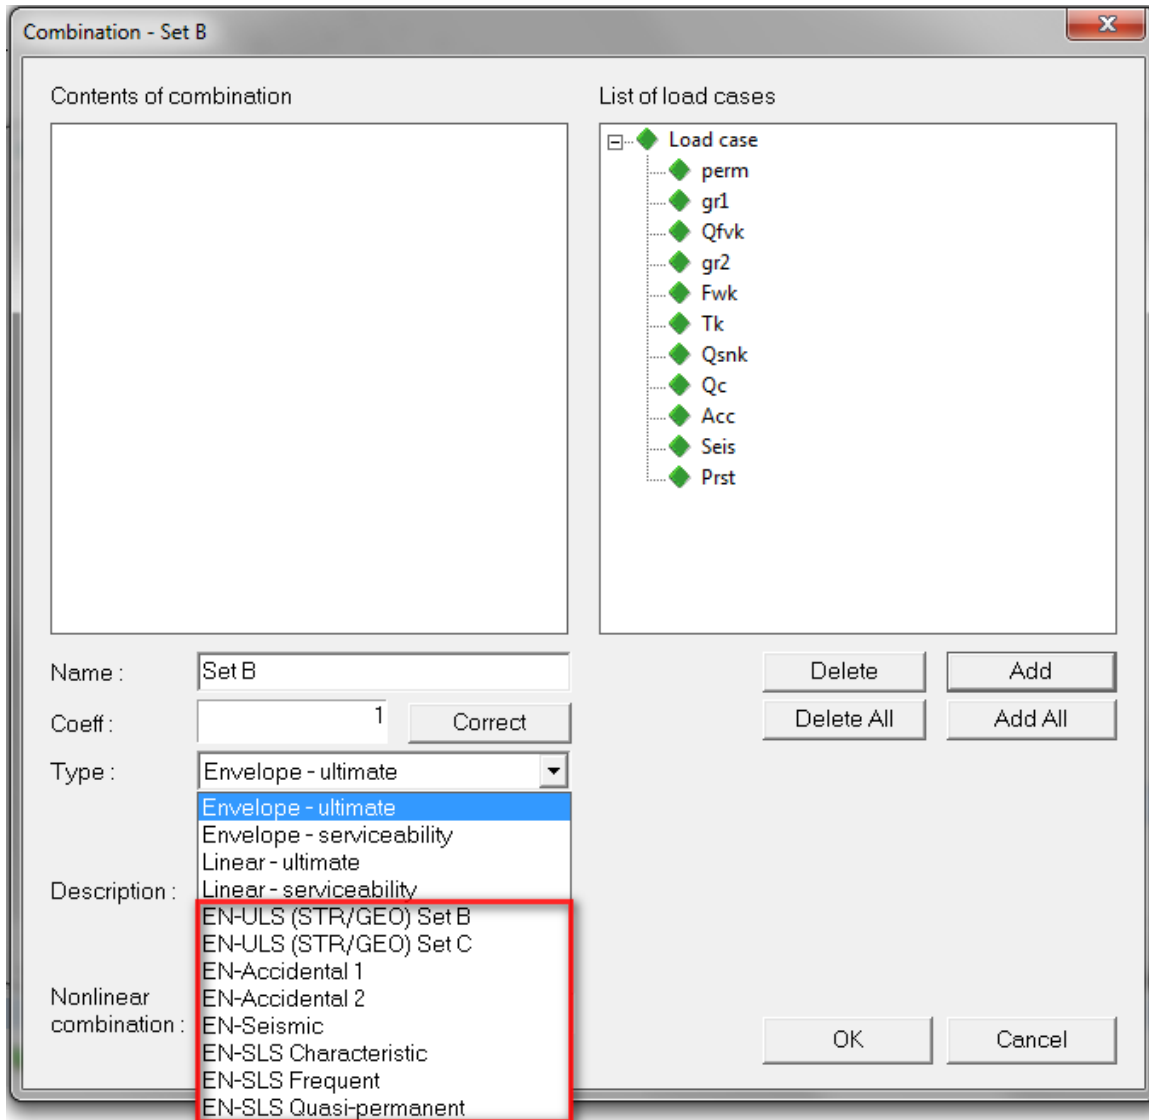 Combination - Set B
Contents of combination
List of load cases
Load case
perm
gr1
Qfvk
gr2
Fwk
Tk
Qsnk
Qc
Acc
Seis
Prst
Name :
Set B
Delete
Add
Coeff :
1
Correct
Delete All
Add All
Type :
Envelope - ultimate
Envelope - ultimate
Envelope - serviceability
Linear - ultimate
Description :
Linear - serviceability
EN-ULS (STR/GEO) Set B
EN-ULS (STR/GEO) Set C
EN-Accidental 1
EN-Accidental 2
Nonlinear
combination :
EN-Seismic
EN-SLS Characteristic
EN-SLS Frequent
EN-SLS Quasi-permanent
OK
Cancel